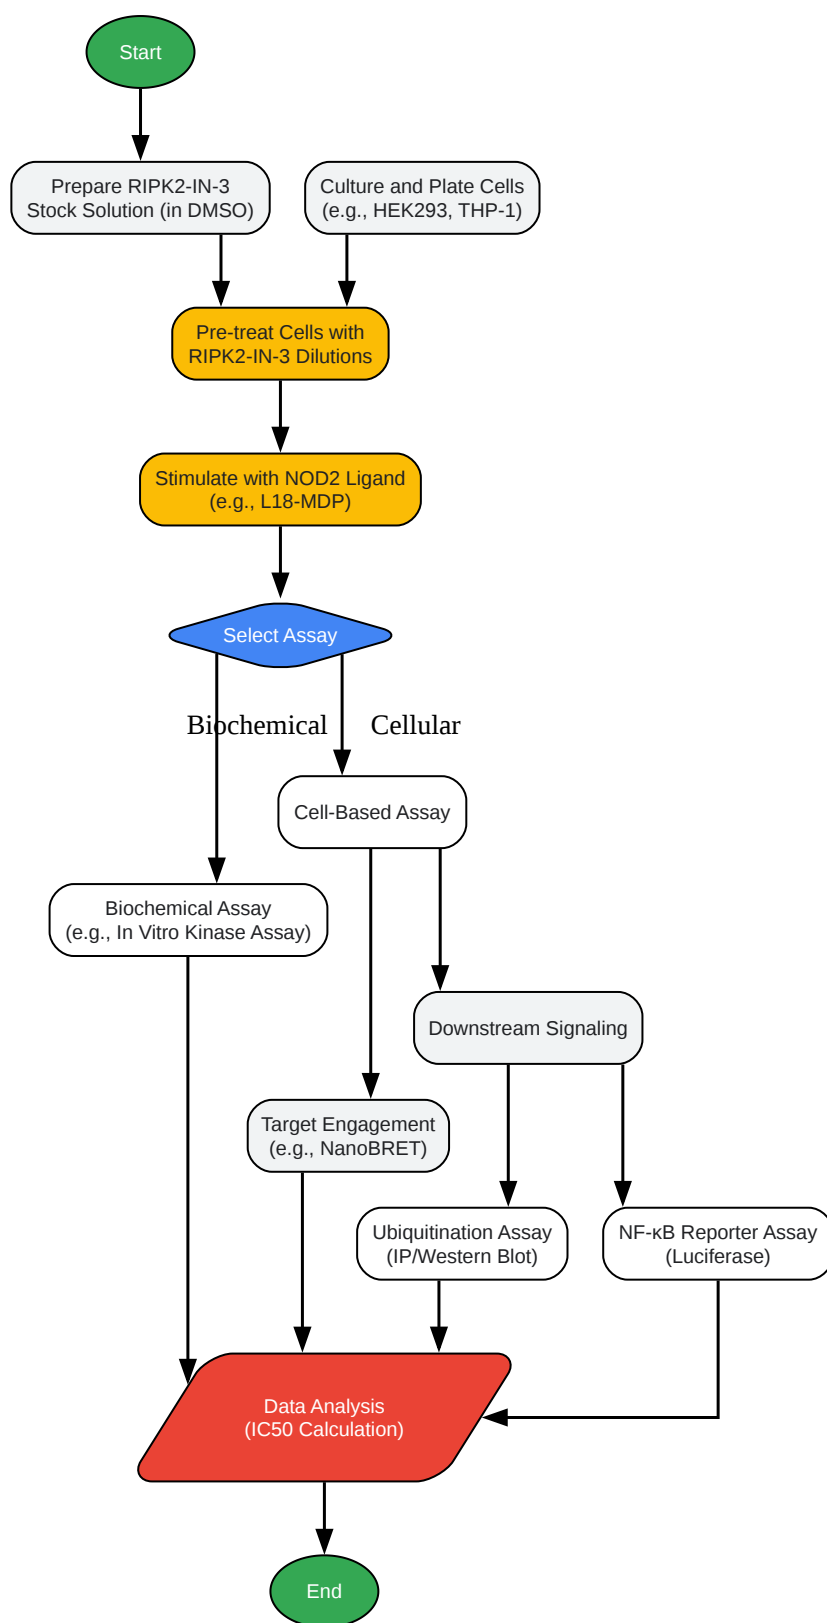 Start
Prepare RIPK2-IN-3
Stock Solution (in DMSO)
Culture and Plate Cells
(e.g., HEK293, THP-1)
Pre-treat Cells with
RIPK2-IN-3 Dilutions
Stimulate with NOD2 Ligand
(e.g., L18-MDP)
Select Assay
Biochemical
Cellular
Cell-Based Assay
Biochemical Assay
(e.g., In Vitro Kinase Assay)
Downstream Signaling
Target Engagement
(e.g., NanoBRET)
Ubiquitination Assay
(IP/Western Blot)
NF-κB Reporter Assay
(Luciferase)
Data Analysis
(IC50 Calculation)
End